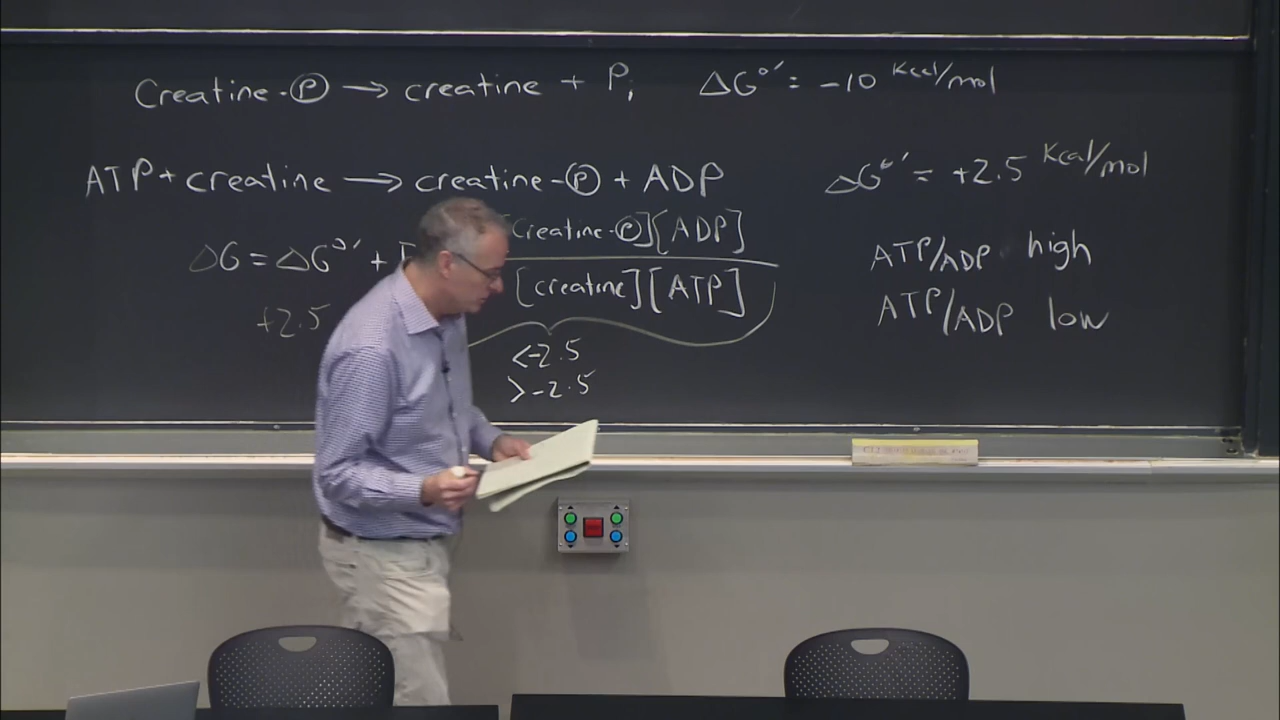 Creatine-Ⓟ → creatine + Pᵢ ΔG°′ = -10 Kcal/mol
ATP + creatine → creatine-Ⓟ + ADP ΔG°′ = +2.5 Kcal/mol
ΔG = ΔG°′ + [Creatine-Ⓟ][ADP]
[creatine][ATP]
+2.5
<-2.5
>-2.5
ATP/ADP high
ATP/ADP low